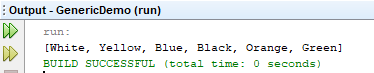 Output - GenericDemo (run)
run:
[White, Yellow, Blue, Black, Orange, Green]
BUILD SUCCESSFUL (total time: 0 seconds)